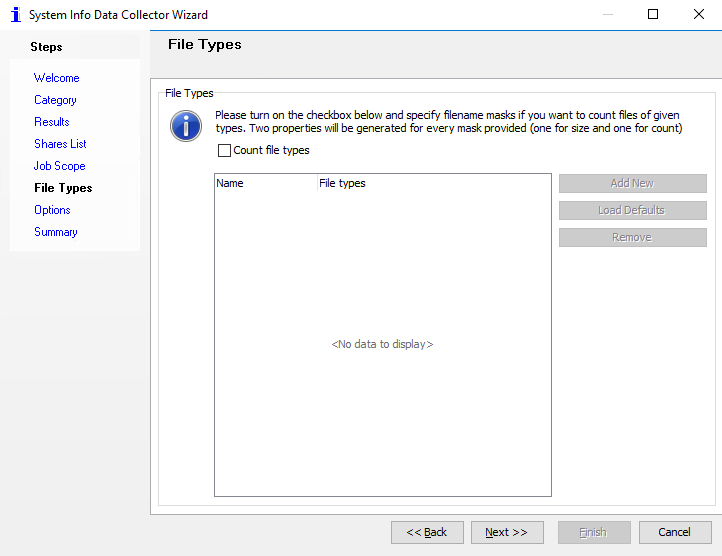 System Info Data Collector Wizard
Steps
Welcome
Category
Results
Shares List
Job Scope
File Types
Options
Summary
File Types
File Types
Please turn on the checkbox below and specify filename masks if you want to count files of given
types. Two properties will be generated for every mask provided (one for size and one for count)
Count file types
Name File types
<No data to display>
Add New
Load Defaults
Remove
<< Back Next >> Finish Cancel